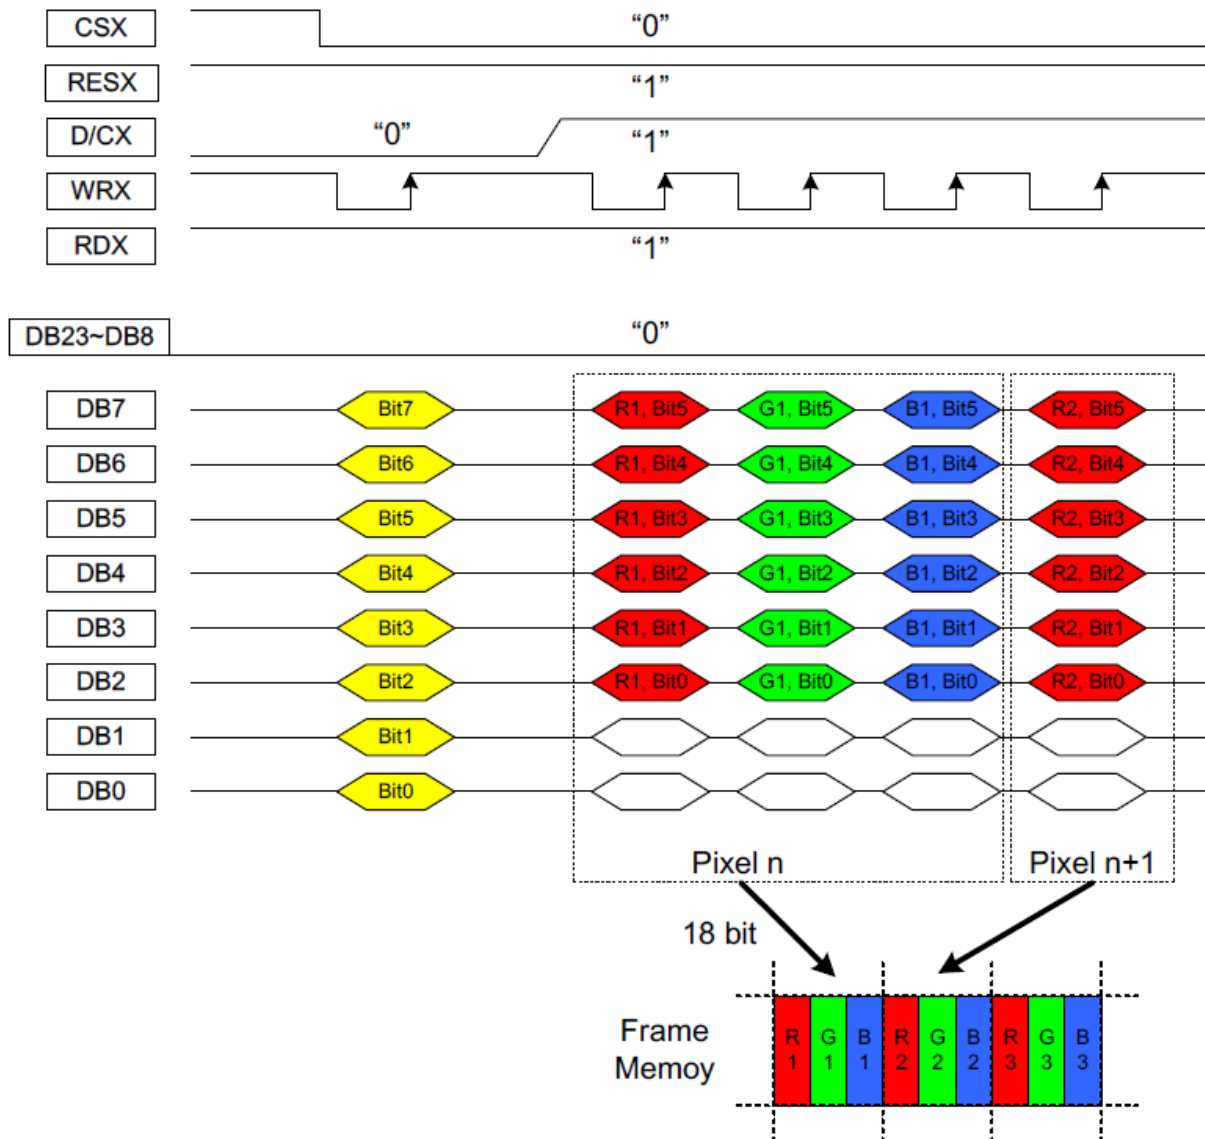 CSX “0”
RESX “1”
D/CX “0” “1”
WRX
RDX “1”
DB23~DB8 “0”
DB7 Bit7 R1, Bit5 G1, Bit5 B1, Bit5 R2, Bit5
DB6 Bit6 R1, Bit4 G1, Bit4 B1, Bit4 R2, Bit4
DB5 Bit5 R1, Bit3 G1, Bit3 B1, Bit3 R2, Bit3
DB4 Bit4 R1, Bit2 G1, Bit2 B1, Bit2 R2, Bit2
DB3 Bit3 R1, Bit1 G1, Bit1 B1, Bit1 R2, Bit1
DB2 Bit2 R1, Bit0 G1, Bit0 B1, Bit0 R2, Bit0
DB1 Bit1
DB0 Bit0
Pixel n Pixel n+1
18 bit
Frame
Memoy
R G B R G B R G B
1 1 1 2 2 2 3 3 3